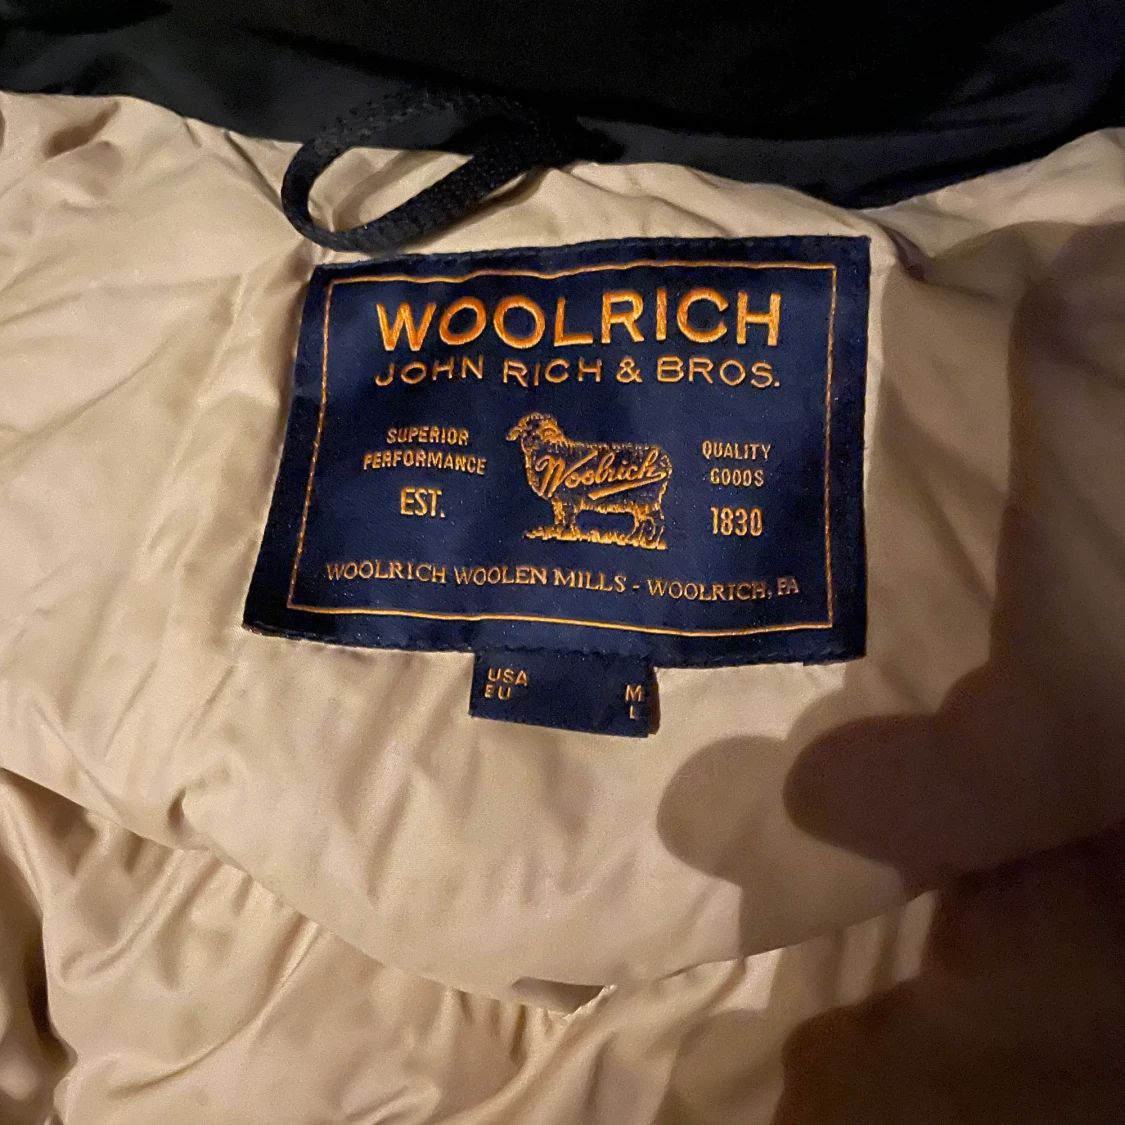 WOOLRICH
JOHN RICH & BROS.
SUPERIOR
PERFORMANCE
EST.
Woolrich
QUALITY
GOODS
1830
WOOLRICH WOOLEN MILLS - WOOLRICH, PA
USA M
EU L